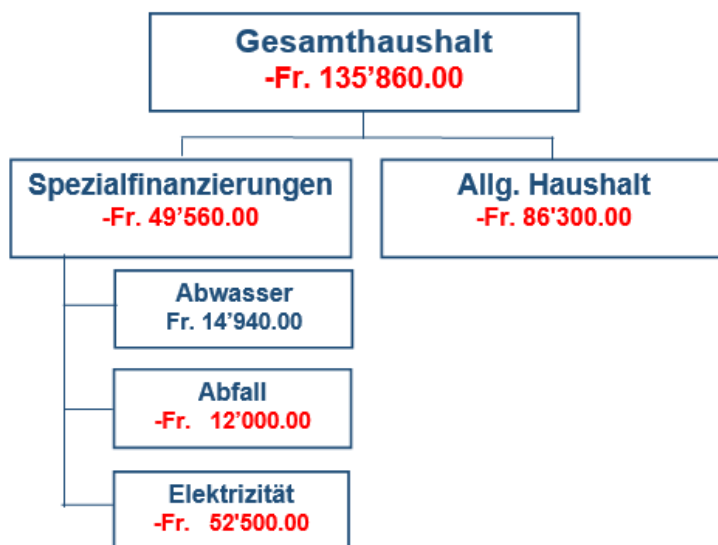 Gesamthaushalt
-Fr. 135’860.00
Spezialfinanzierungen
-Fr. 49’560.00
Allg. Haushalt
-Fr. 86'300.00
Abwasser
Fr. 14’940.00
Abfall
-Fr. 12’000.00
Elektrizität
-Fr. 52'500.00